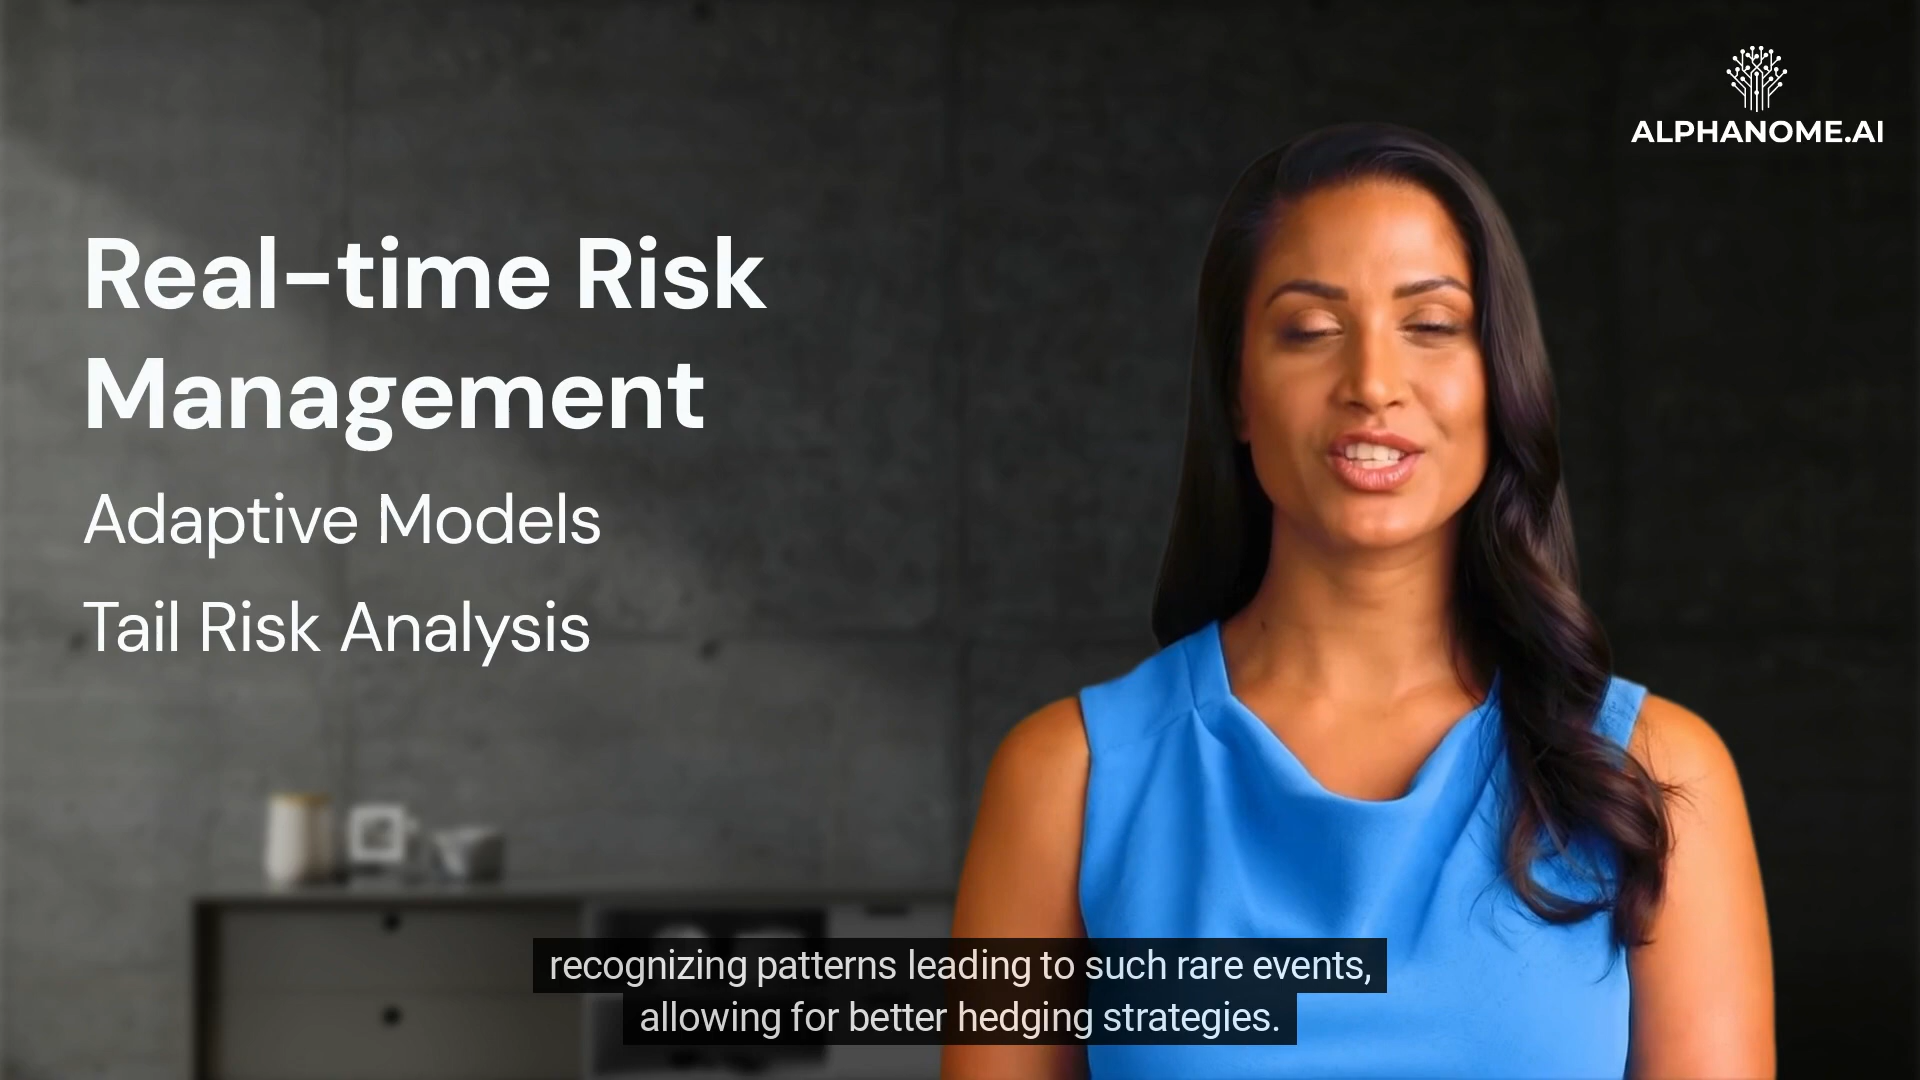 ALPHANOME.AI
Real-time Risk
Management
Adaptive Models
Tail Risk Analysis
recognizing patterns leading to such rare events,
allowing for better hedging strategies.